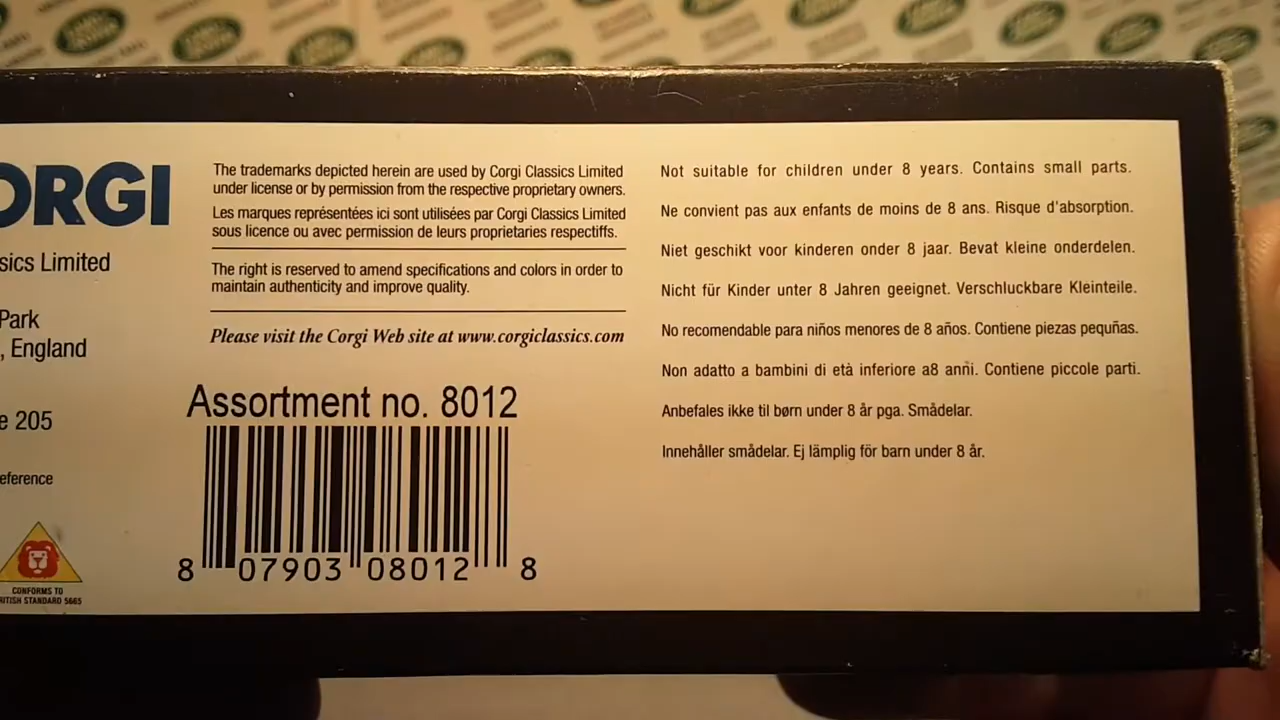 ORGI
sics Limited
Park
, England
e 205
eference
CONFORMS TO
RITISH STANDARD 5665
The trademarks depicted herein are used by Corgi Classics Limited
under license or by permission from the respective proprietary owners.
Les marques représentées ici sont utilisées par Corgi Classics Limited
sous licence ou avec permission de leurs proprietaries respectiffs.
The right is reserved to amend specifications and colors in order to
maintain authenticity and improve quality.
Please visit the Corgi Web site at www.corgiclassics.com
Assortment no. 8012
8 07903 08012 8
Not suitable for children under 8 years. Contains small parts.
Ne convient pas aux enfants de moins de 8 ans. Risque d'absorption.
Niet geschikt voor kinderen onder 8 jaar. Bevat kleine onderdelen.
Nicht für Kinder unter 8 Jahren geeignet. Verschluckbare Kleinteile.
No recomendable para niños menores de 8 años. Contiene piezas pequñas.
Non adatto a bambini di età inferiore a8 anñi. Contiene piccole parti.
Anbefales ikke til børn under 8 år pga. Smådelar.
Innehåller smådelar. Ej lämplig för barn under 8 år.